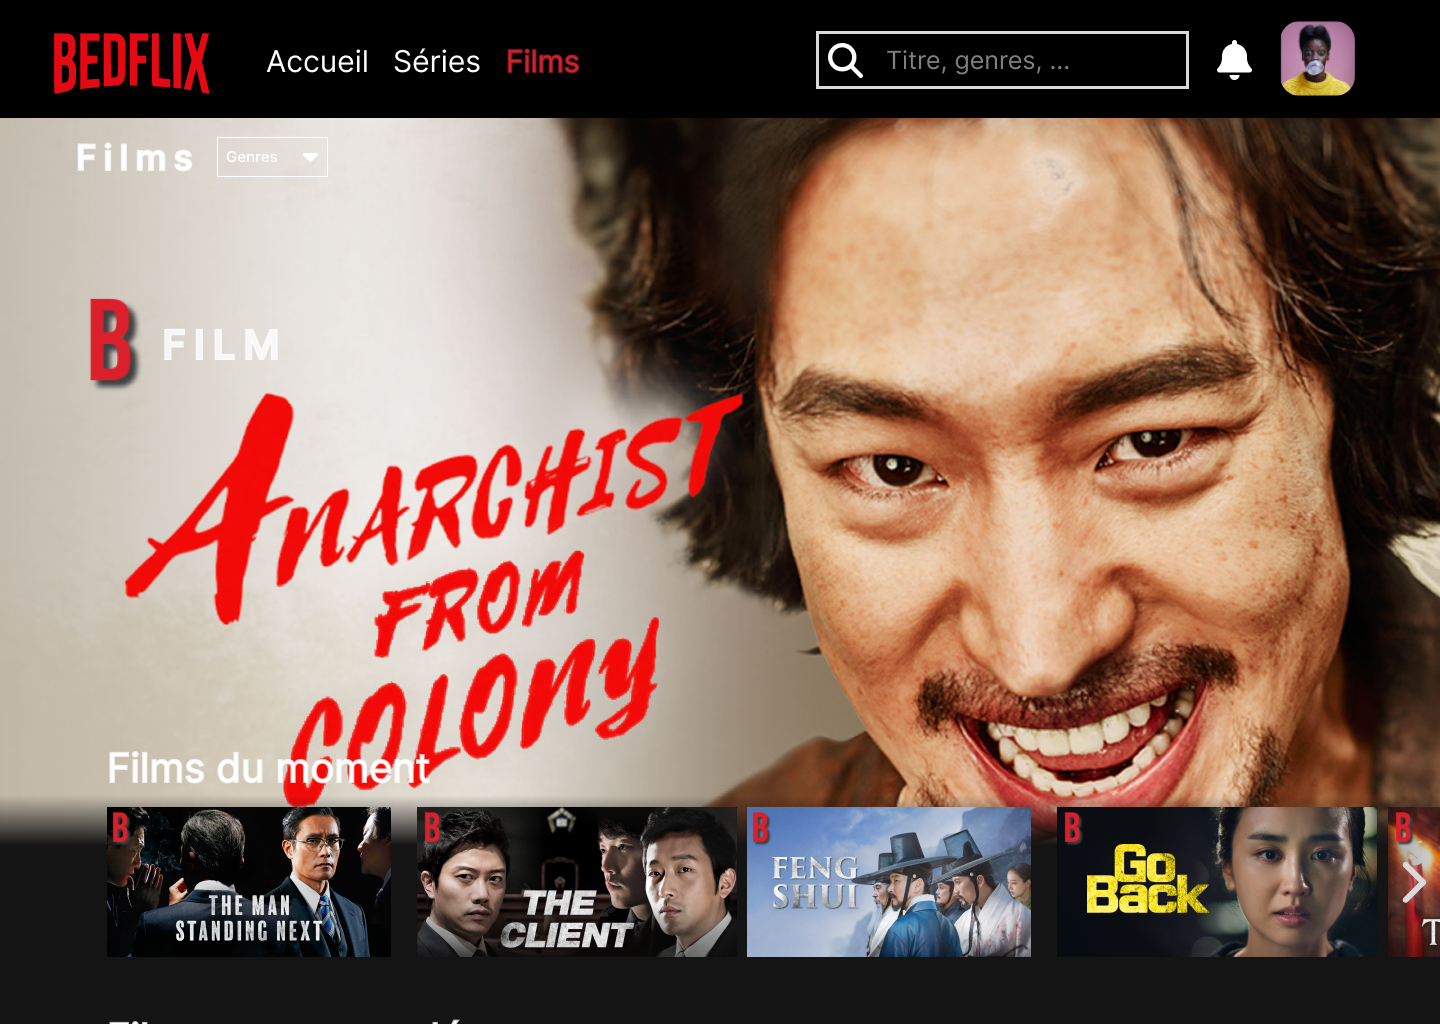 BEDFLIX
Accueil Séries Films
Titre, genres, ...
Films
Genres
B FILM
ANARCHIST
FROM
COLONY
Films du moment
B
THE MAN
STANDING NEXT
B
THE
CLIENT
B
FENG
SHUI
B
GO
BACK
B